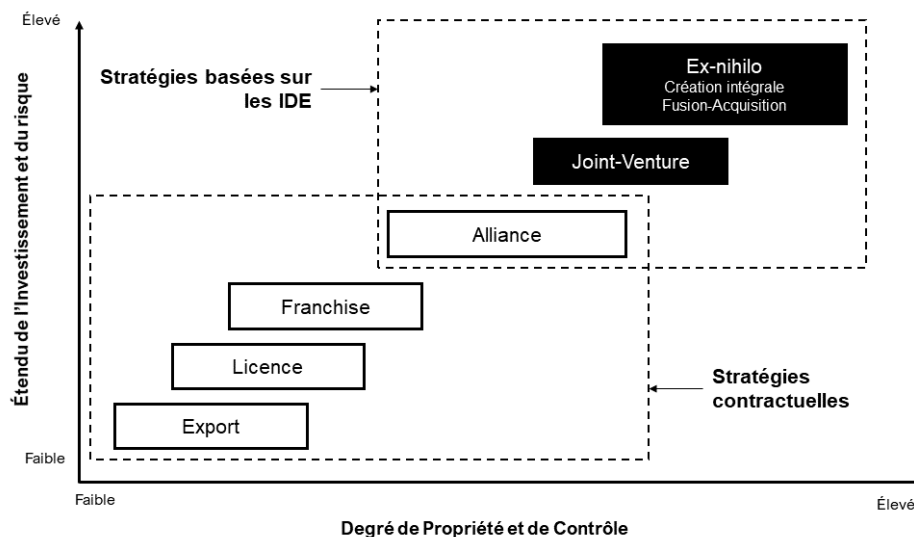 Élevé
Stratégies basées sur
les IDE
Ex-nihilo
Création intégrale
Fusion-Acquisition
Joint-Venture
Alliance
Franchise
Licence
Export
Stratégies
contractuelles
Étendu de l'Investissement et du risque
Faible
Faible
Élevé
Degré de Propriété et de Contrôle